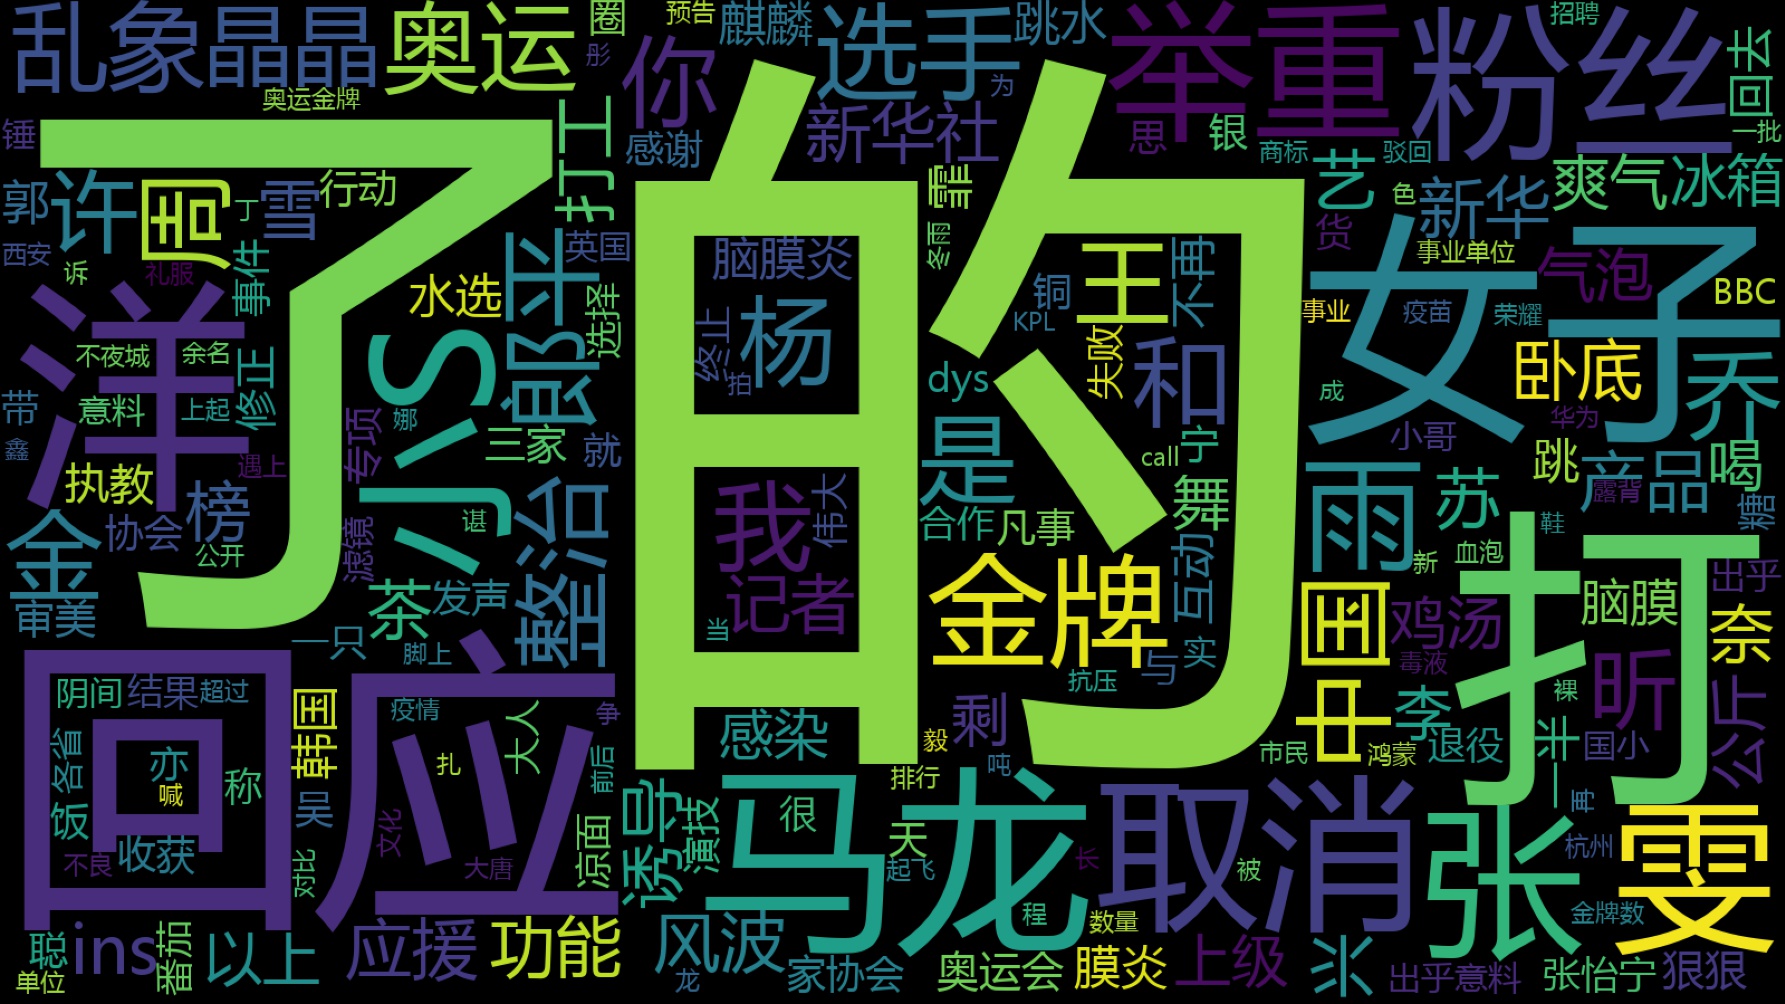 乱象
晶晶
奥运
圈
彤
预告
麒麟
选手
跳水
为
举重
招聘
粉丝
回去
一批
奥运金牌
锤
打工
你
感谢
新华社
思
银
商标
驳回
艺
色
新华
爽
气
冰箱
了
的
郭
许
周
丁
雪
行动
西安
诉
礼服
事件
英国
霏
冬雨
货
事业单位
女子
气泡
BBC
洋
不夜城
余名
意料
上起
修正
带
鑫
执教
遇上
水选
小S
郎平
选择
娜
专项
三家
就
脑膜炎
终止
拍
杨
铜
KPL
王
不再
失败
dys
和
call
宁
事业
疫苗
荣耀
卧底
乔
成
华为
小哥
跳
产品
露背
喝
糖
金
榜
协会
公开
审美
滤镜
谌
茶
发声
整治
我
伟大
记者
当
是
合作
凡事
舞
互动
金牌
与
实
抗压
雨
苏
打
鞋
新
血泡
出乎
中国
鸡汤
毒液
脑膜
奈
昕
公斤
一只
脚上
回应
阴间
结果
超过
各省
亦
喊
称
饭
收获
不良
韩国
吴
对比
疫情
扎
大人
争
前后
文化
大唐
凉面
感染
剩
毅
吨
排行
市民
鸿蒙
李
退役
裸
一半
国小
再
诱导
演技
很
马龙
天
起飞
程
长
取消
被
数量
张
杭州
雯
金牌数
聪
ins
番茄
以上
单位
应援
功能
风波
龙
家协会
奥运会
膜炎
上级
兴
出乎意料
张怡宁
狠狠